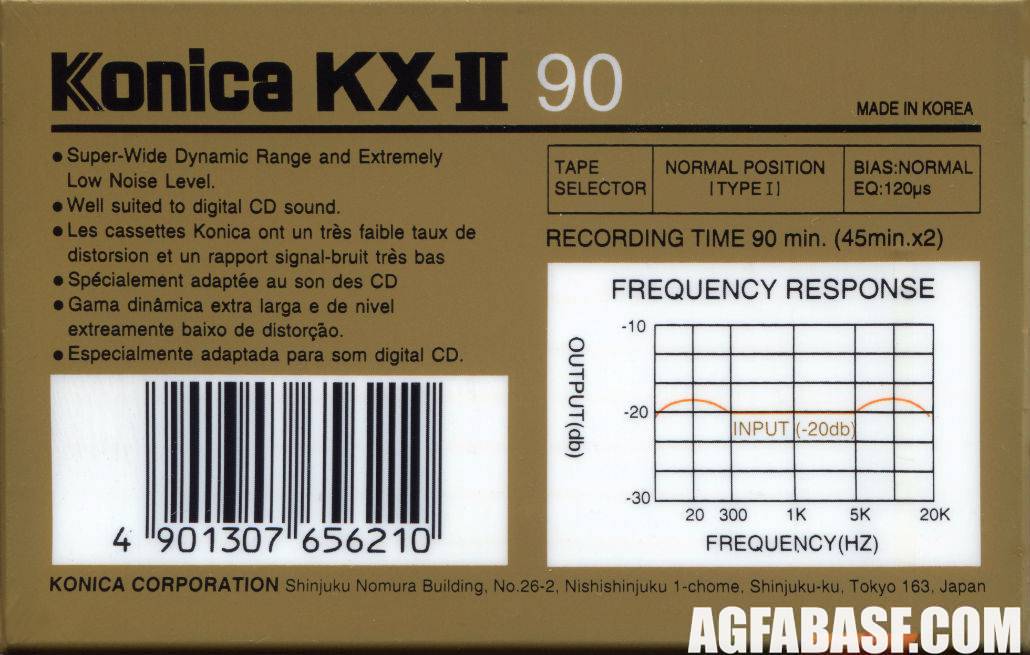 Konica KX-II 90
MADE IN KOREA
• Super-Wide Dynamic Range and Extremely
Low Noise Level.
• Well suited to digital CD sound.
• Les cassettes Konica ont un très faible taux de
distorsion et un rapport signal-bruit très bas
• Spécialement adaptée au son des CD
• Gama dinâmica extra larga e de nivel
extreamente baixo de distorção.
• Especialmente adaptada para som digital CD.
4 901307 656210
TAPE
SELECTOR
NORMAL POSITION
[TYPE I]
BIAS:NORMAL
EQ:120µs
RECORDING TIME 90 min. (45min.x2)
FREQUENCY RESPONSE
OUTPUT(db)
-10
-20
-30
INPUT (-20db)
20 300 1K 5K 20K
FREQUENCY(HZ)
KONICA CORPORATION Shinjuku Nomura Building, No.26-2, Nishishinjuku 1-chome, Shinjuku-ku, Tokyo 163, Japan
AGFABASF.COM